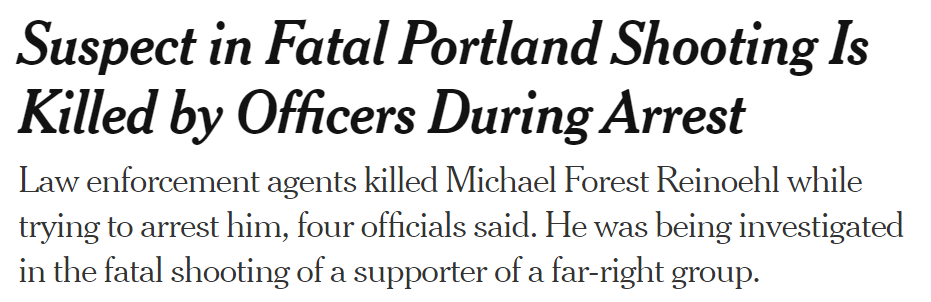 Suspect in Fatal Portland Shooting Is
Killed by Officers During Arrest
Law enforcement agents killed Michael Forest Reinoehl while
trying to arrest him, four officials said. He was being investigated
in the fatal shooting of a supporter of a far-right group.